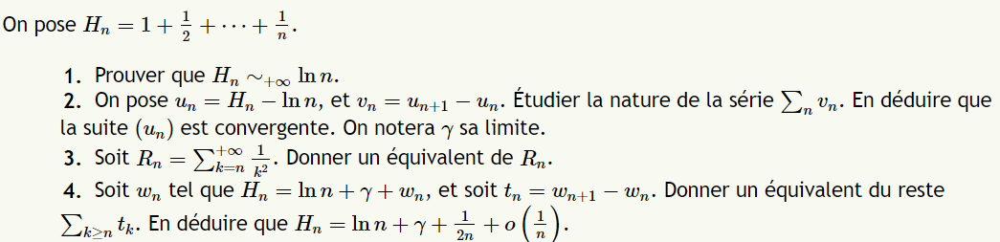 On pose $H_n = 1 + \frac{1}{2} + \cdots + \frac{1}{n}$.
1. Prouver que $H_n \sim_{+\infty} \ln n$.
2. On pose $u_n = H_n - \ln n$, et $v_n = u_{n+1} - u_n$. Étudier la nature de la série $\sum_n v_n$. En déduire que
la suite $(u_n)$ est convergente. On notera $\gamma$ sa limite.
3. Soit $R_n = \sum_{k=n}^{+\infty} \frac{1}{k^2}$. Donner un équivalent de $R_n$.
4. Soit $w_n$ tel que $H_n = \ln n + \gamma + w_n$, et soit $t_n = w_{n+1} - w_n$. Donner un équivalent du reste
$\sum_{k \geq n} t_k$. En déduire que $H_n = \ln n + \gamma + \frac{1}{2n} + o\left(\frac{1}{n}\right)$.